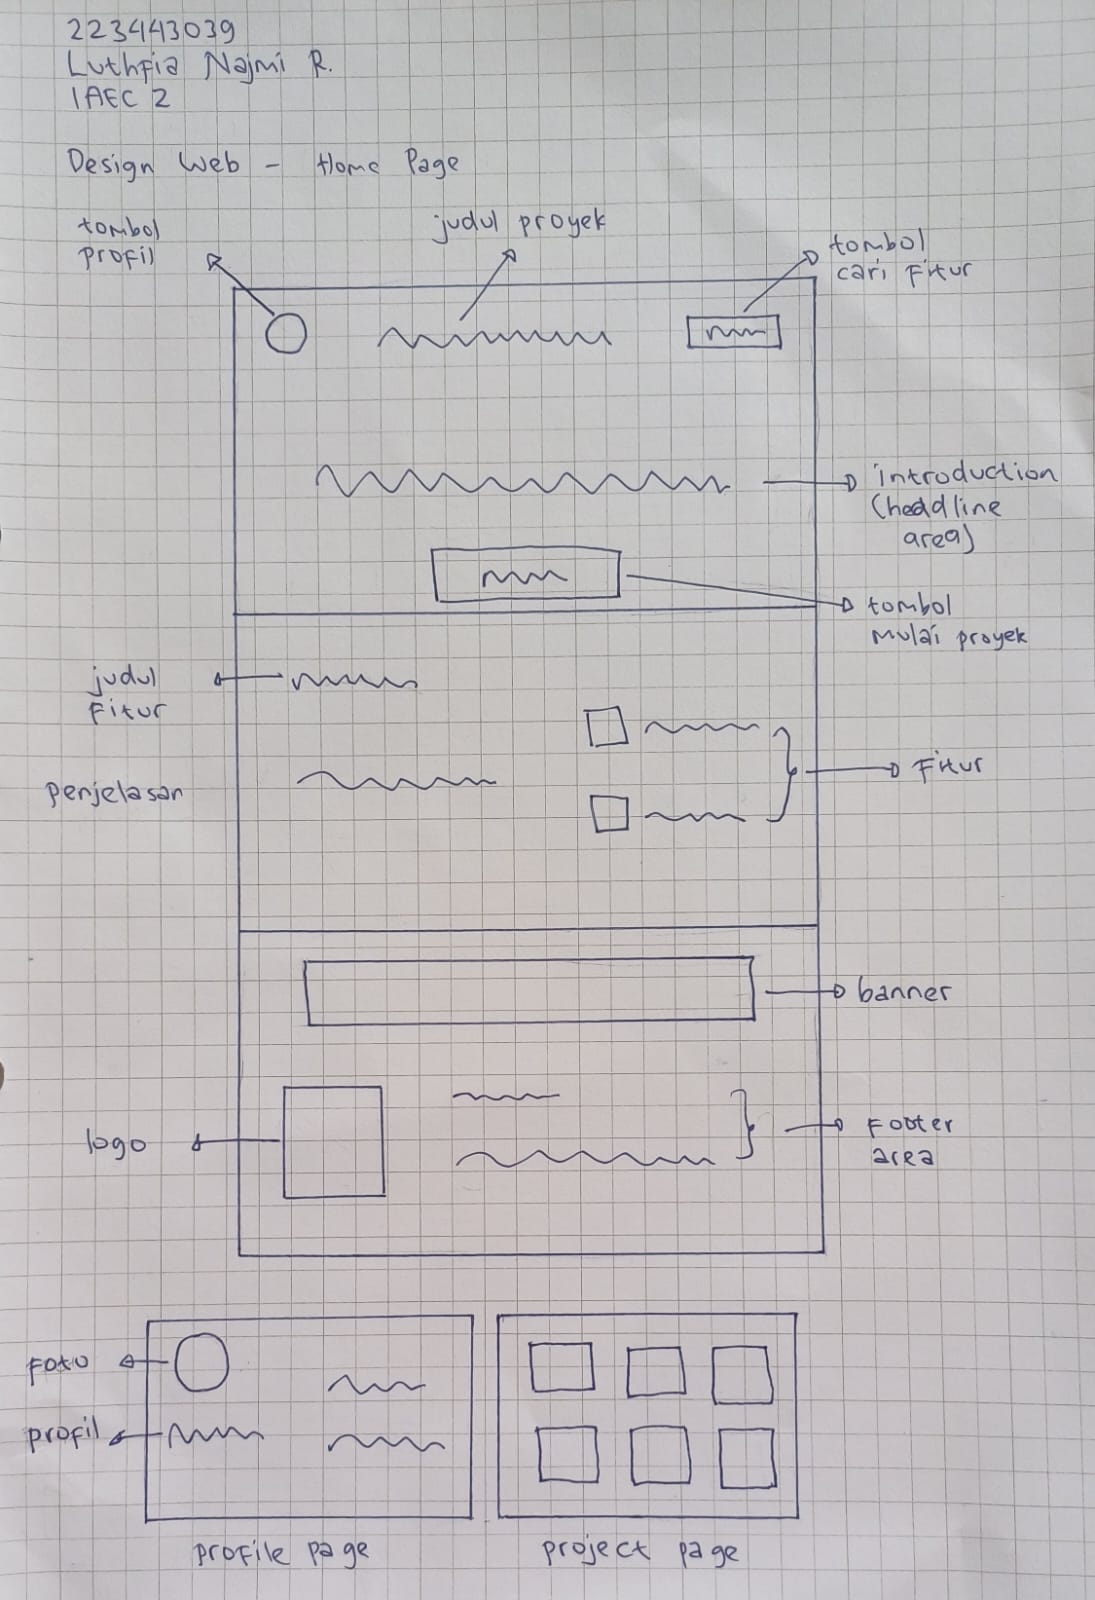 223443039
Luthfia Najmi R.
1AEC 2
Design Web - Home Page
tombol
profil
judul proyek
tombol
cari Fitur
introduction
(headline
area)
tombol
Mulai proyek
judul
Fitur
penjelasan
Fitur
banner
logo
Footer
area
Foto
profil
profile page
project page